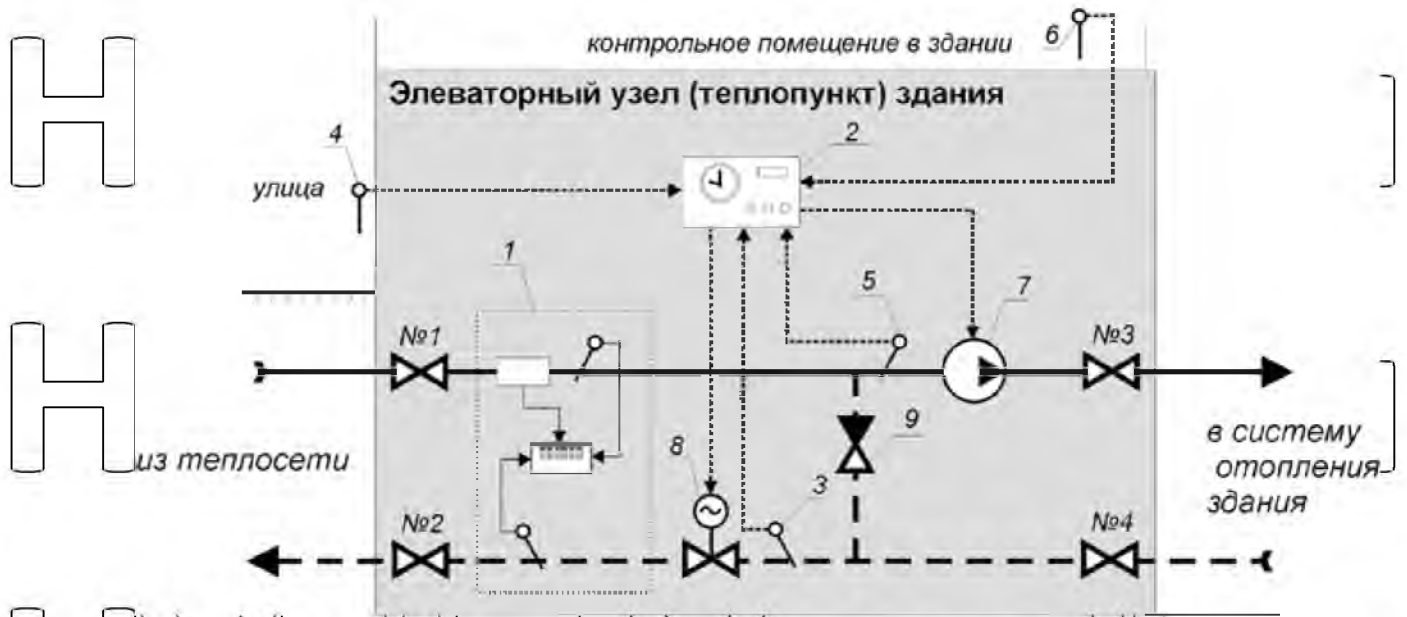 6
контрольное помещение в здании
Элеваторный узел (теплопункт) здания
4
2
улица
1
5
7
№1
№3
9
8
из теплосети
в систему
отопления
здания
3
№2
№4